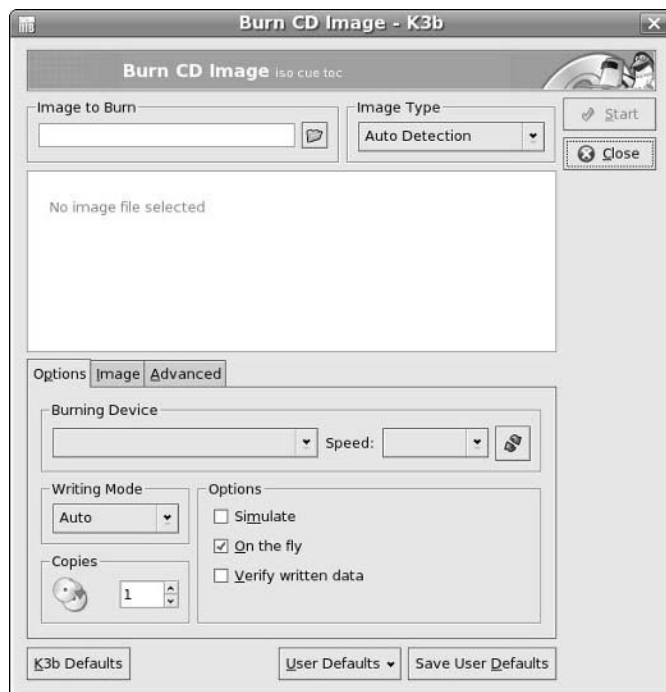 Burn CD Image - K3b
Burn CD Image iso cue toc
Image to Burn
Image Type
Auto Detection
Start
Close
No image file selected
Options Image Advanced
Burning Device
Speed:
Writing Mode
Auto
Options
Simulate
On the fly
Verify written data
Copies
1
K3b Defaults
User Defaults
Save User Defaults